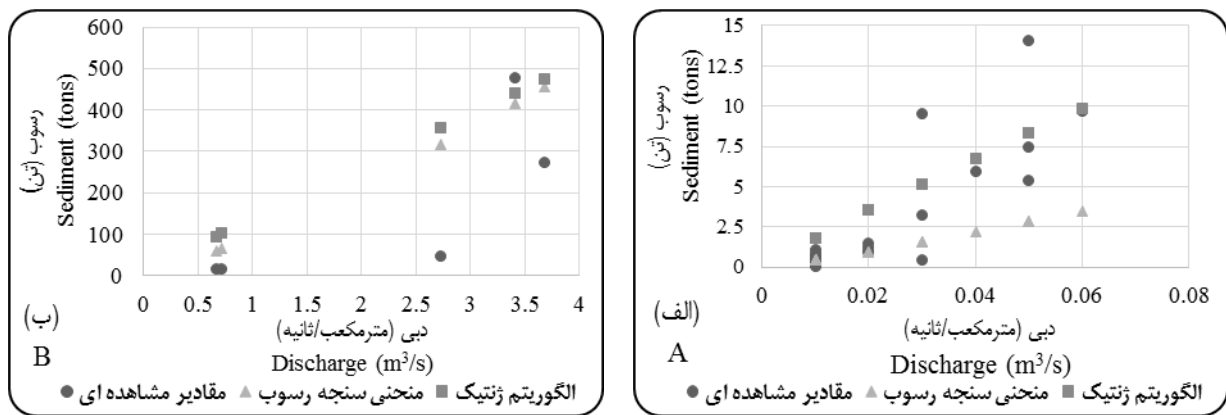 600
500
400
300
200
100
0
رسوب (تن)
Sediment (tons)
0 0.5 1 1.5 2 2.5 3 3.5 4
(ب)
B
دبی (مترمکعب/ثانیه)
Discharge (m³/s)
مقادیر مشاهده ای منحنی سنجه رسوب الگوریتم ژنتیک
15
12.5
10
7.5
5
2.5
0
رسوب (تن)
Sediment (tons)
0 0.02 0.04 0.06 0.08
(الف)
A
دبی (مترمکعب/ثانیه)
Discharge (m³/s)
مقادیر مشاهده ای منحنی سنجه رسوب الگوریتم ژنتیک